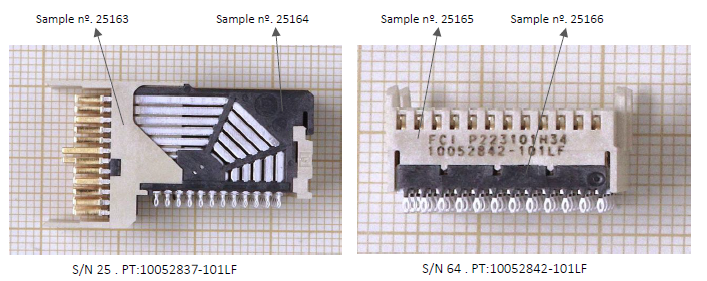 Sample nº. 25163
Sample nº. 25164
Sample nº. 25165
Sample nº. 25166
FCI P223101H34
10052842-101LF
S/N 25 . PT:10052837-101LF
S/N 64 . PT:10052842-101LF